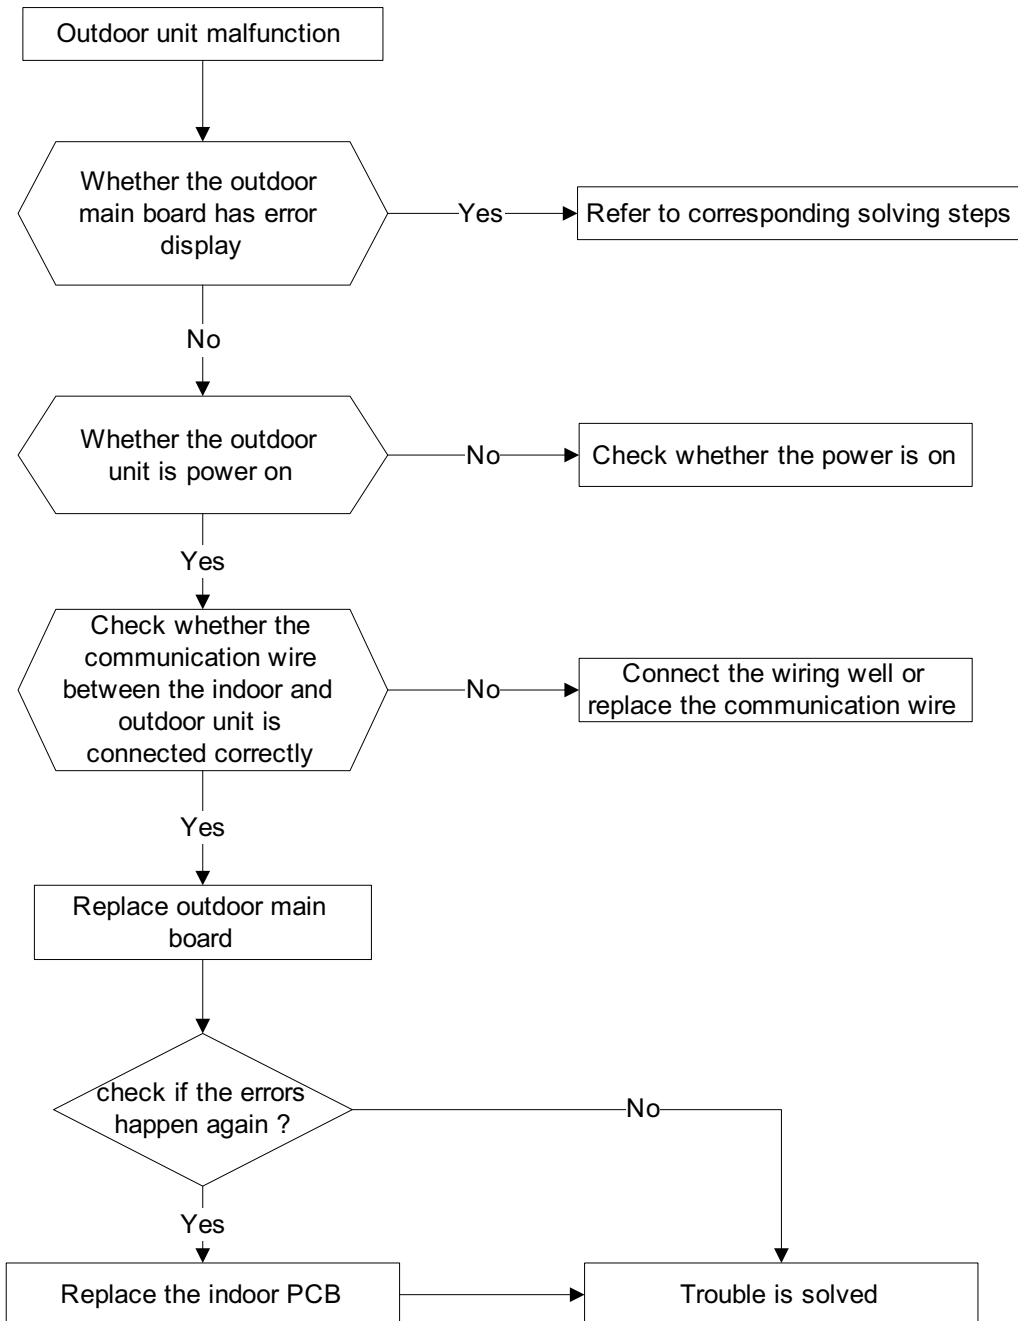 Outdoor unit malfunction
Whether the outdoor
main board has error
display
Yes
Refer to corresponding solving steps
No
Whether the outdoor
unit is power on
No
Check whether the power is on
Yes
Check whether the
communication wire
between the indoor and
outdoor unit is
connected correctly
No
Connect the wiring well or
replace the communication wire
Yes
Replace outdoor main
board
check if the errors
happen again ?
No
Yes
Replace the indoor PCB
Trouble is solved